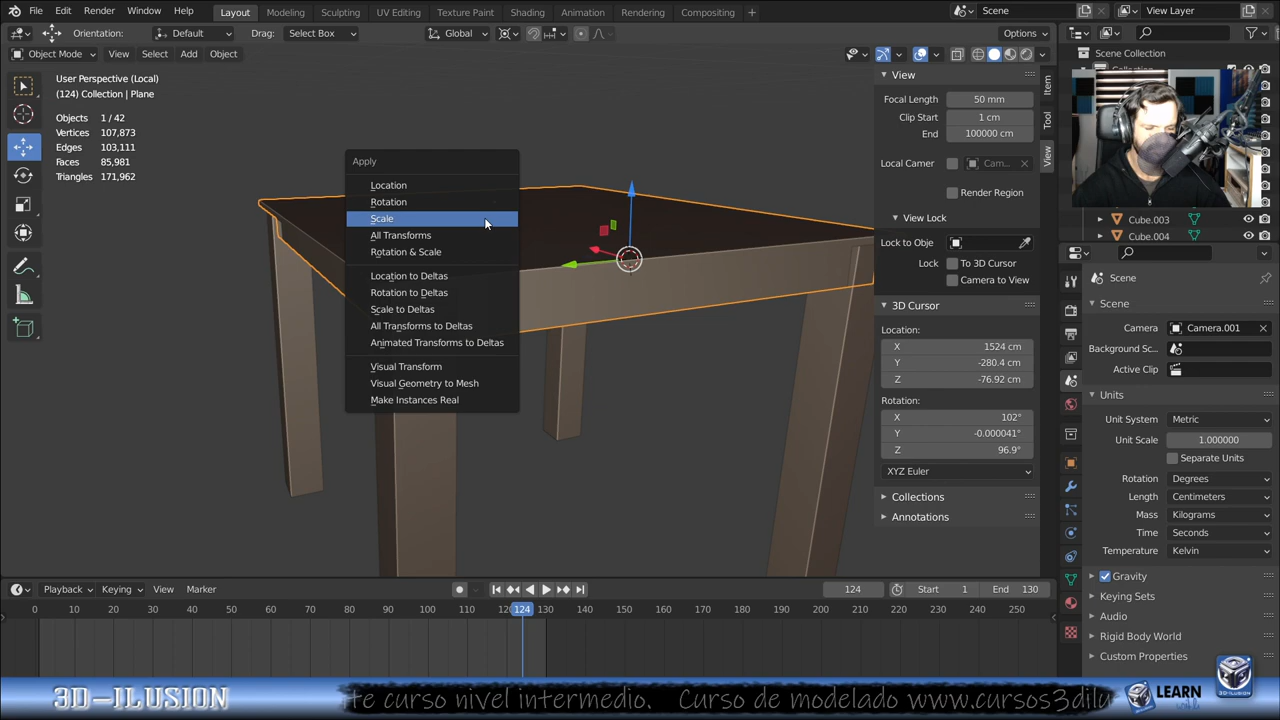 File Edit Render Window Help
Layout Modeling Sculpting UV Editing Texture Paint Shading Animation Rendering Compositing +
Scene
View Layer
Orientation: Default Drag: Select Box
Global
Options
Object Mode View Select Add Object
User Perspective (Local)
(124) Collection | Plane
Objects 1 / 42
Vertices 107,873
Edges 103,111
Faces 85,981
Triangles 171,962
Apply
Location
Rotation
Scale
All Transforms
Rotation & Scale
Location to Deltas
Rotation to Deltas
Scale to Deltas
All Transforms to Deltas
Animated Transforms to Deltas
Visual Transform
Visual Geometry to Mesh
Make Instances Real
View
Focal Length 50 mm
Clip Start 1 cm
End 100000 cm
Local Camer Cam...
Render Region
View Lock
Lock to Obje
Lock To 3D Cursor
Camera to View
3D Cursor
Location:
X 1524 cm
Y -280.4 cm
Z -76.92 cm
Rotation:
X 102°
Y -0.000041°
Z 96.9°
XYZ Euler
Collections
Annotations
Item
Tool
View
Scene Collection
Cube.003
Cube.004
Scene
Scene
Camera Camera.001
Background Sc...
Active Clip
Units
Unit System Metric
Unit Scale 1.000000
Separate Units
Rotation Degrees
Length Centimeters
Mass Kilograms
Time Seconds
Temperature Kelvin
Gravity
Keying Sets
Audio
Rigid Body World
Custom Properties
Playback Keying View Marker
124 Start 1 End 130
0 10 20 30 40 50 60 70 80 90 100 110 124 130 140 150 160 170 180 190 200 210 220 230 240 250
3D-ILUSION
te curso nivel intermedio. Curso de modelado www.cursos3dilu
LEARN
3D-ILUSION